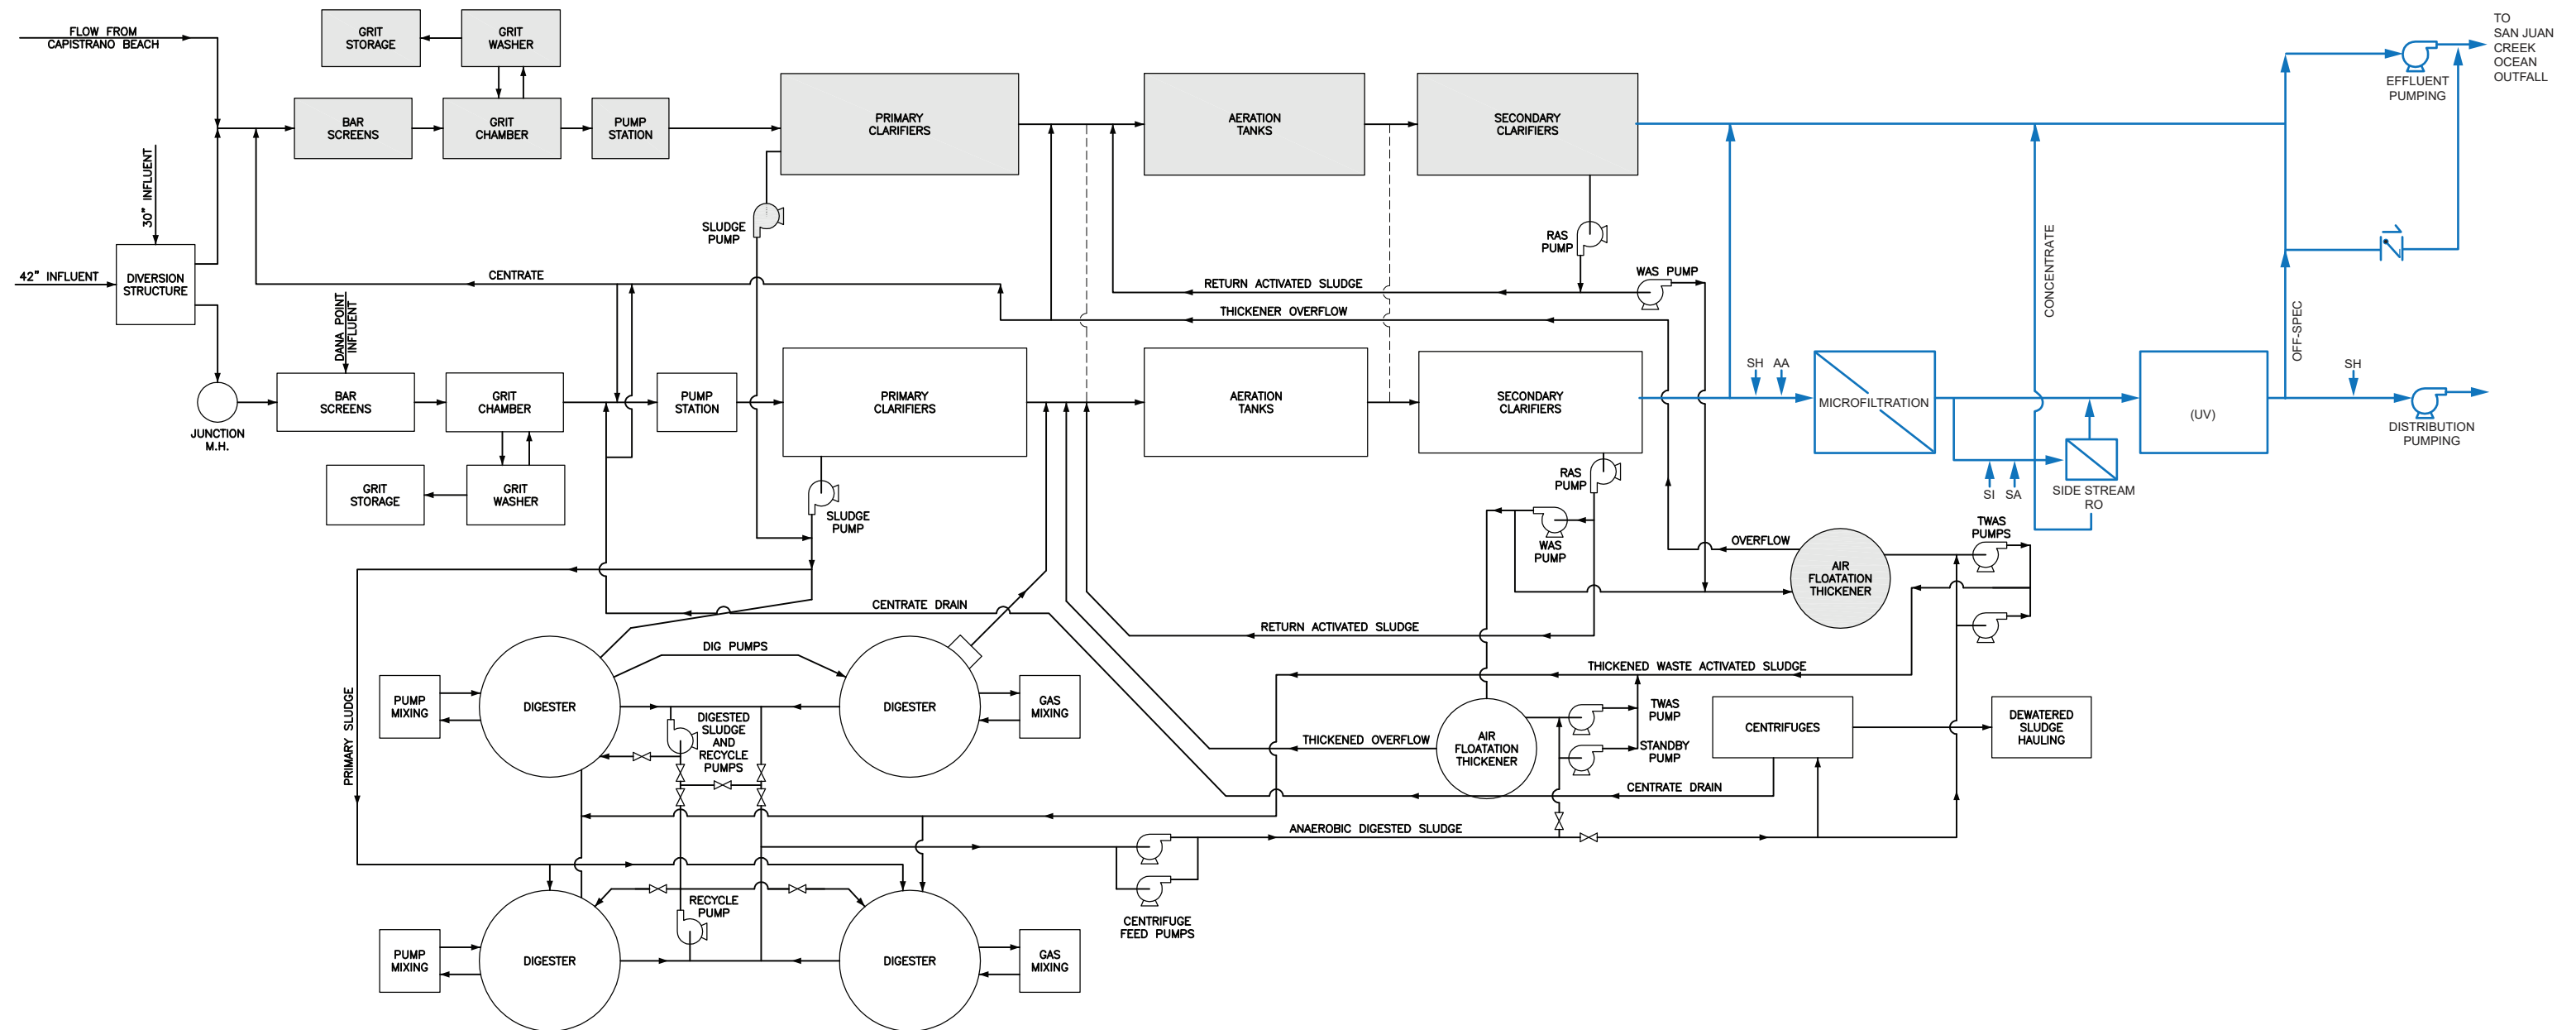 FLOW FROM
CAPISTRANO BEACH
GRIT
STORAGE
GRIT
WASHER
BAR
SCREENS
GRIT
CHAMBER
PUMP
STATION
PRIMARY
CLARIFIERS
AERATION
TANKS
SECONDARY
CLARIFIERS
EFFLUENT
PUMPING
TO
SAN JUAN
CREEK
OCEAN
OUTFALL
30" INFLUENT
42" INFLUENT
DIVERSION
STRUCTURE
SLUDGE
PUMP
RAS
PUMP
WAS PUMP
CENTRATE
RETURN ACTIVATED SLUDGE
THICKENER OVERFLOW
CONCENTRATE
OFF-SPEC
DANA POINT
INFLUENT
JUNCTION
M.H.
BAR
SCREENS
GRIT
CHAMBER
PUMP
STATION
PRIMARY
CLARIFIERS
AERATION
TANKS
SECONDARY
CLARIFIERS
SH
AA
MICROFILTRATION
(UV)
SH
DISTRIBUTION
PUMPING
GRIT
STORAGE
GRIT
WASHER
SLUDGE
PUMP
RAS
PUMP
WAS
PUMP
SI
SA
SIDE STREAM
RO
OVERFLOW
AIR
FLOATATION
THICKENER
TWAS
PUMPS
CENTRATE DRAIN
RETURN ACTIVATED SLUDGE
DIG PUMPS
THICKENED WASTE ACTIVATED SLUDGE
PRIMARY SLUDGE
PUMP
MIXING
DIGESTER
DIGESTED
SLUDGE
AND
RECYCLE
PUMPS
DIGESTER
GAS
MIXING
THICKENED OVERFLOW
AIR
FLOATATION
THICKENER
TWAS
PUMP
STANDBY
PUMP
CENTRIFUGES
DEWATERED
SLUDGE
HAULING
CENTRATE DRAIN
ANAEROBIC DIGESTED SLUDGE
RECYCLE
PUMP
CENTRIFUGE
FEED PUMPS
PUMP
MIXING
DIGESTER
DIGESTER
GAS
MIXING